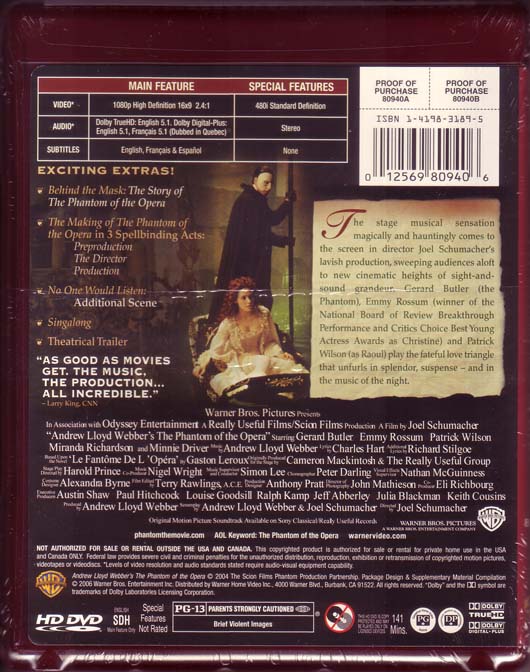 MAIN FEATURE SPECIAL FEATURES
VIDEO* 1080p High Definition 16x9 2.4:1 480i Standard Definition
AUDIO* Dolby TrueHD: English 5.1. Dolby Digital-Plus: English 5.1, Français 5.1 (Dubbed in Quebec) Stereo
SUBTITLES English, Français & Español None
PROOF OF PURCHASE 80940A
PROOF OF PURCHASE 80940B
ISBN 1-4198-3189-5
0 12569 80940 6
EXCITING EXTRAS!
Behind the Mask: The Story of
The Phantom of the Opera
The Making of The Phantom of
the Opera in 3 Spellbinding Acts:
Preproduction
The Director
Production
No One Would Listen:
Additional Scene
Singalong
Theatrical Trailer
"AS GOOD AS MOVIES
GET. THE MUSIC,
THE PRODUCTION...
ALL INCREDIBLE."
– Larry King, CNN
The stage musical sensation
magically and hauntingly comes to
the screen in director Joel Schumacher's
lavish production, sweeping audiences aloft
to new cinematic heights of sight-and-
sound grandeur. Gerard Butler (the
Phantom), Emmy Rossum (winner of the
National Board of Review Breakthrough
Performance and Critics Choice Best Young
Actress Awards as Christine) and Patrick
Wilson (as Raoul) play the fateful love triangle
that unfurls in splendor, suspense – and in
the music of the night.
Warner Bros. Pictures Presents
In Association with Odyssey Entertainment A Really Useful Films/Scion Films Production A Film by Joel Schumacher
"Andrew Lloyd Webber's The Phantom of the Opera" Starring Gerard Butler Emmy Rossum Patrick Wilson
Miranda Richardson and Minnie Driver Music by Andrew Lloyd Webber Lyrics by Charles Hart Additional Lyrics by Richard Stilgoe
Based Upon the Novel "Le Fantôme De L'Opéra" by Gaston Leroux Originally Produced for the Stage by Cameron Mackintosh & The Really Useful Group
Stage Play Directed by Harold Prince Music Co-Produced by Nigel Wright Music Supervisor and Conductor Simon Lee Choreographer Peter Darling Visual Effects Supervisor Nathan McGuinness
Costume Designer Alexandra Byrne Film Edited by Terry Rawlings, A.C.E. Production Designer Anthony Pratt Director of Photography John Mathieson Co-Producer Eli Richbourg
Executive Producers Austin Shaw Paul Hitchcock Louise Goodsill Ralph Kamp Jeff Abberley Julia Blackman Keith Cousins
Produced by Andrew Lloyd Webber Screenplay by Andrew Lloyd Webber & Joel Schumacher Directed by Joel Schumacher
Original Motion Picture Soundtrack Available on Sony Classical/Really Useful Records
WARNER BROS. PICTURES
A WARNER BROS. ENTERTAINMENT COMPANY
phantomthemovie.com AOL Keyword: The Phantom of the Opera warnervideo.com
NOT AUTHORIZED FOR SALE OR RENTAL OUTSIDE THE USA AND CANADA. This copyrighted product is authorized for sale or rental for private home use in the USA
and Canada ONLY. Federal law provides severe civil and criminal penalties for the unauthorized reproduction, distribution, exhibition or retransmission of copyrighted motion pictures,
videotapes or videodiscs. *Levels of video resolution and audio standards stated require audio-visual equipment capability.
Andrew Lloyd Webber's The Phantom of the Opera © 2004 The Scion Films Phantom Production Partnership. Package Design & Supplementary Material Compilation
© 2006 Warner Bros. Entertainment Inc. Distributed by Warner Home Video Inc., 4000 Warner Blvd., Burbank, CA 91522. All rights reserved. "Dolby" and the symbol are
trademarks of Dolby Laboratories Licensing Corporation.
HD DVD
ENGLISH
SDH
Main Feature Only
Special
Features
Not Rated
PG-13 PARENTS STRONGLY CAUTIONED
Brief Violent Images
141
Mins.
PG
DP
DOLBY
TRUEHD
DOLBY
DIGITAL PLUS